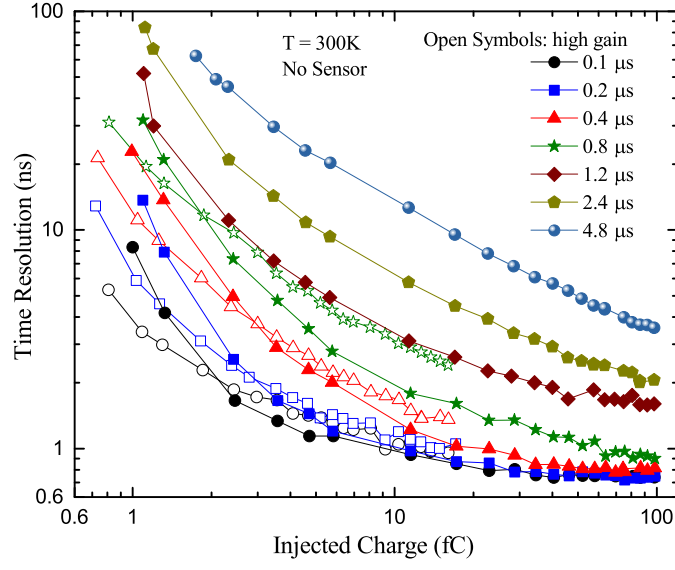 100
10
1
0.6
Time Resolution (ns)
T = 300K
No Sensor
Open Symbols: high gain
0.1 μs
0.2 μs
0.4 μs
0.8 μs
1.2 μs
2.4 μs
4.8 μs
0.6
1
10
100
Injected Charge (fC)